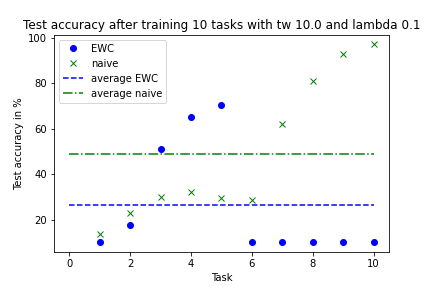 Test accuracy after training 10 tasks with tw 10.0 and lambda 0.1
100
80
60
40
20
Test accuracy in %
EWC
naive
average EWC
average naive
0
2
4
6
8
10
Task